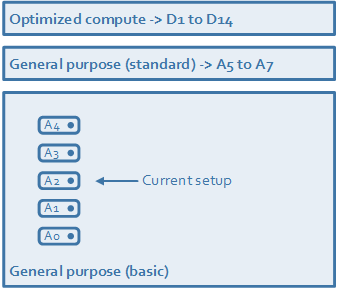 Optimized compute -> D1 to D14
General purpose (standard) -> A5 to A7
A4
A3
A2
Current setup
A1
A0
General purpose (basic)